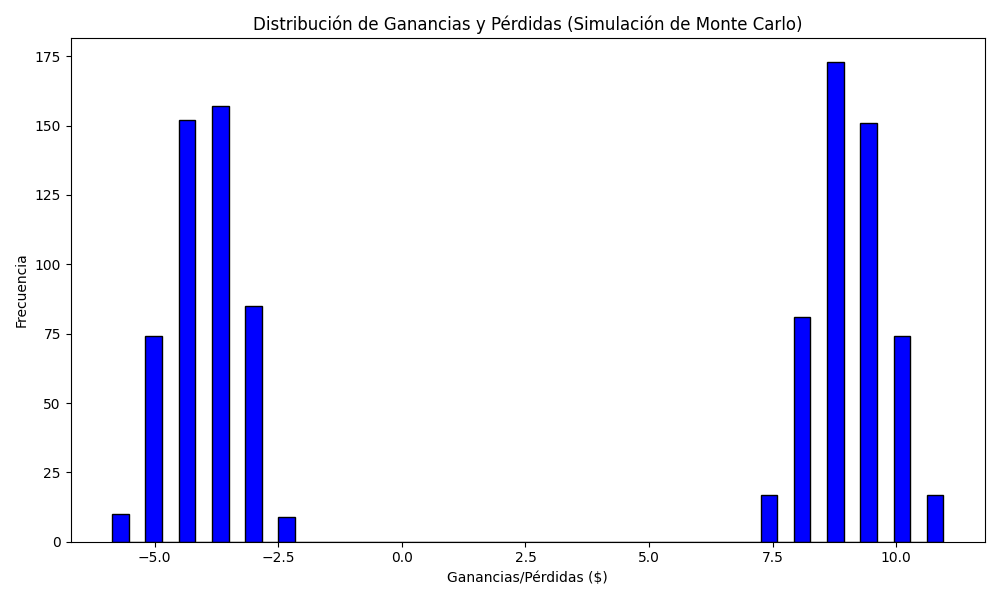 Distribución de Ganancias y Pérdidas (Simulación de Monte Carlo)
175
150
125
100
75
50
25
0
Frecuencia
−5.0 −2.5 0.0 2.5 5.0 7.5 10.0
Ganancias/Pérdidas ($)